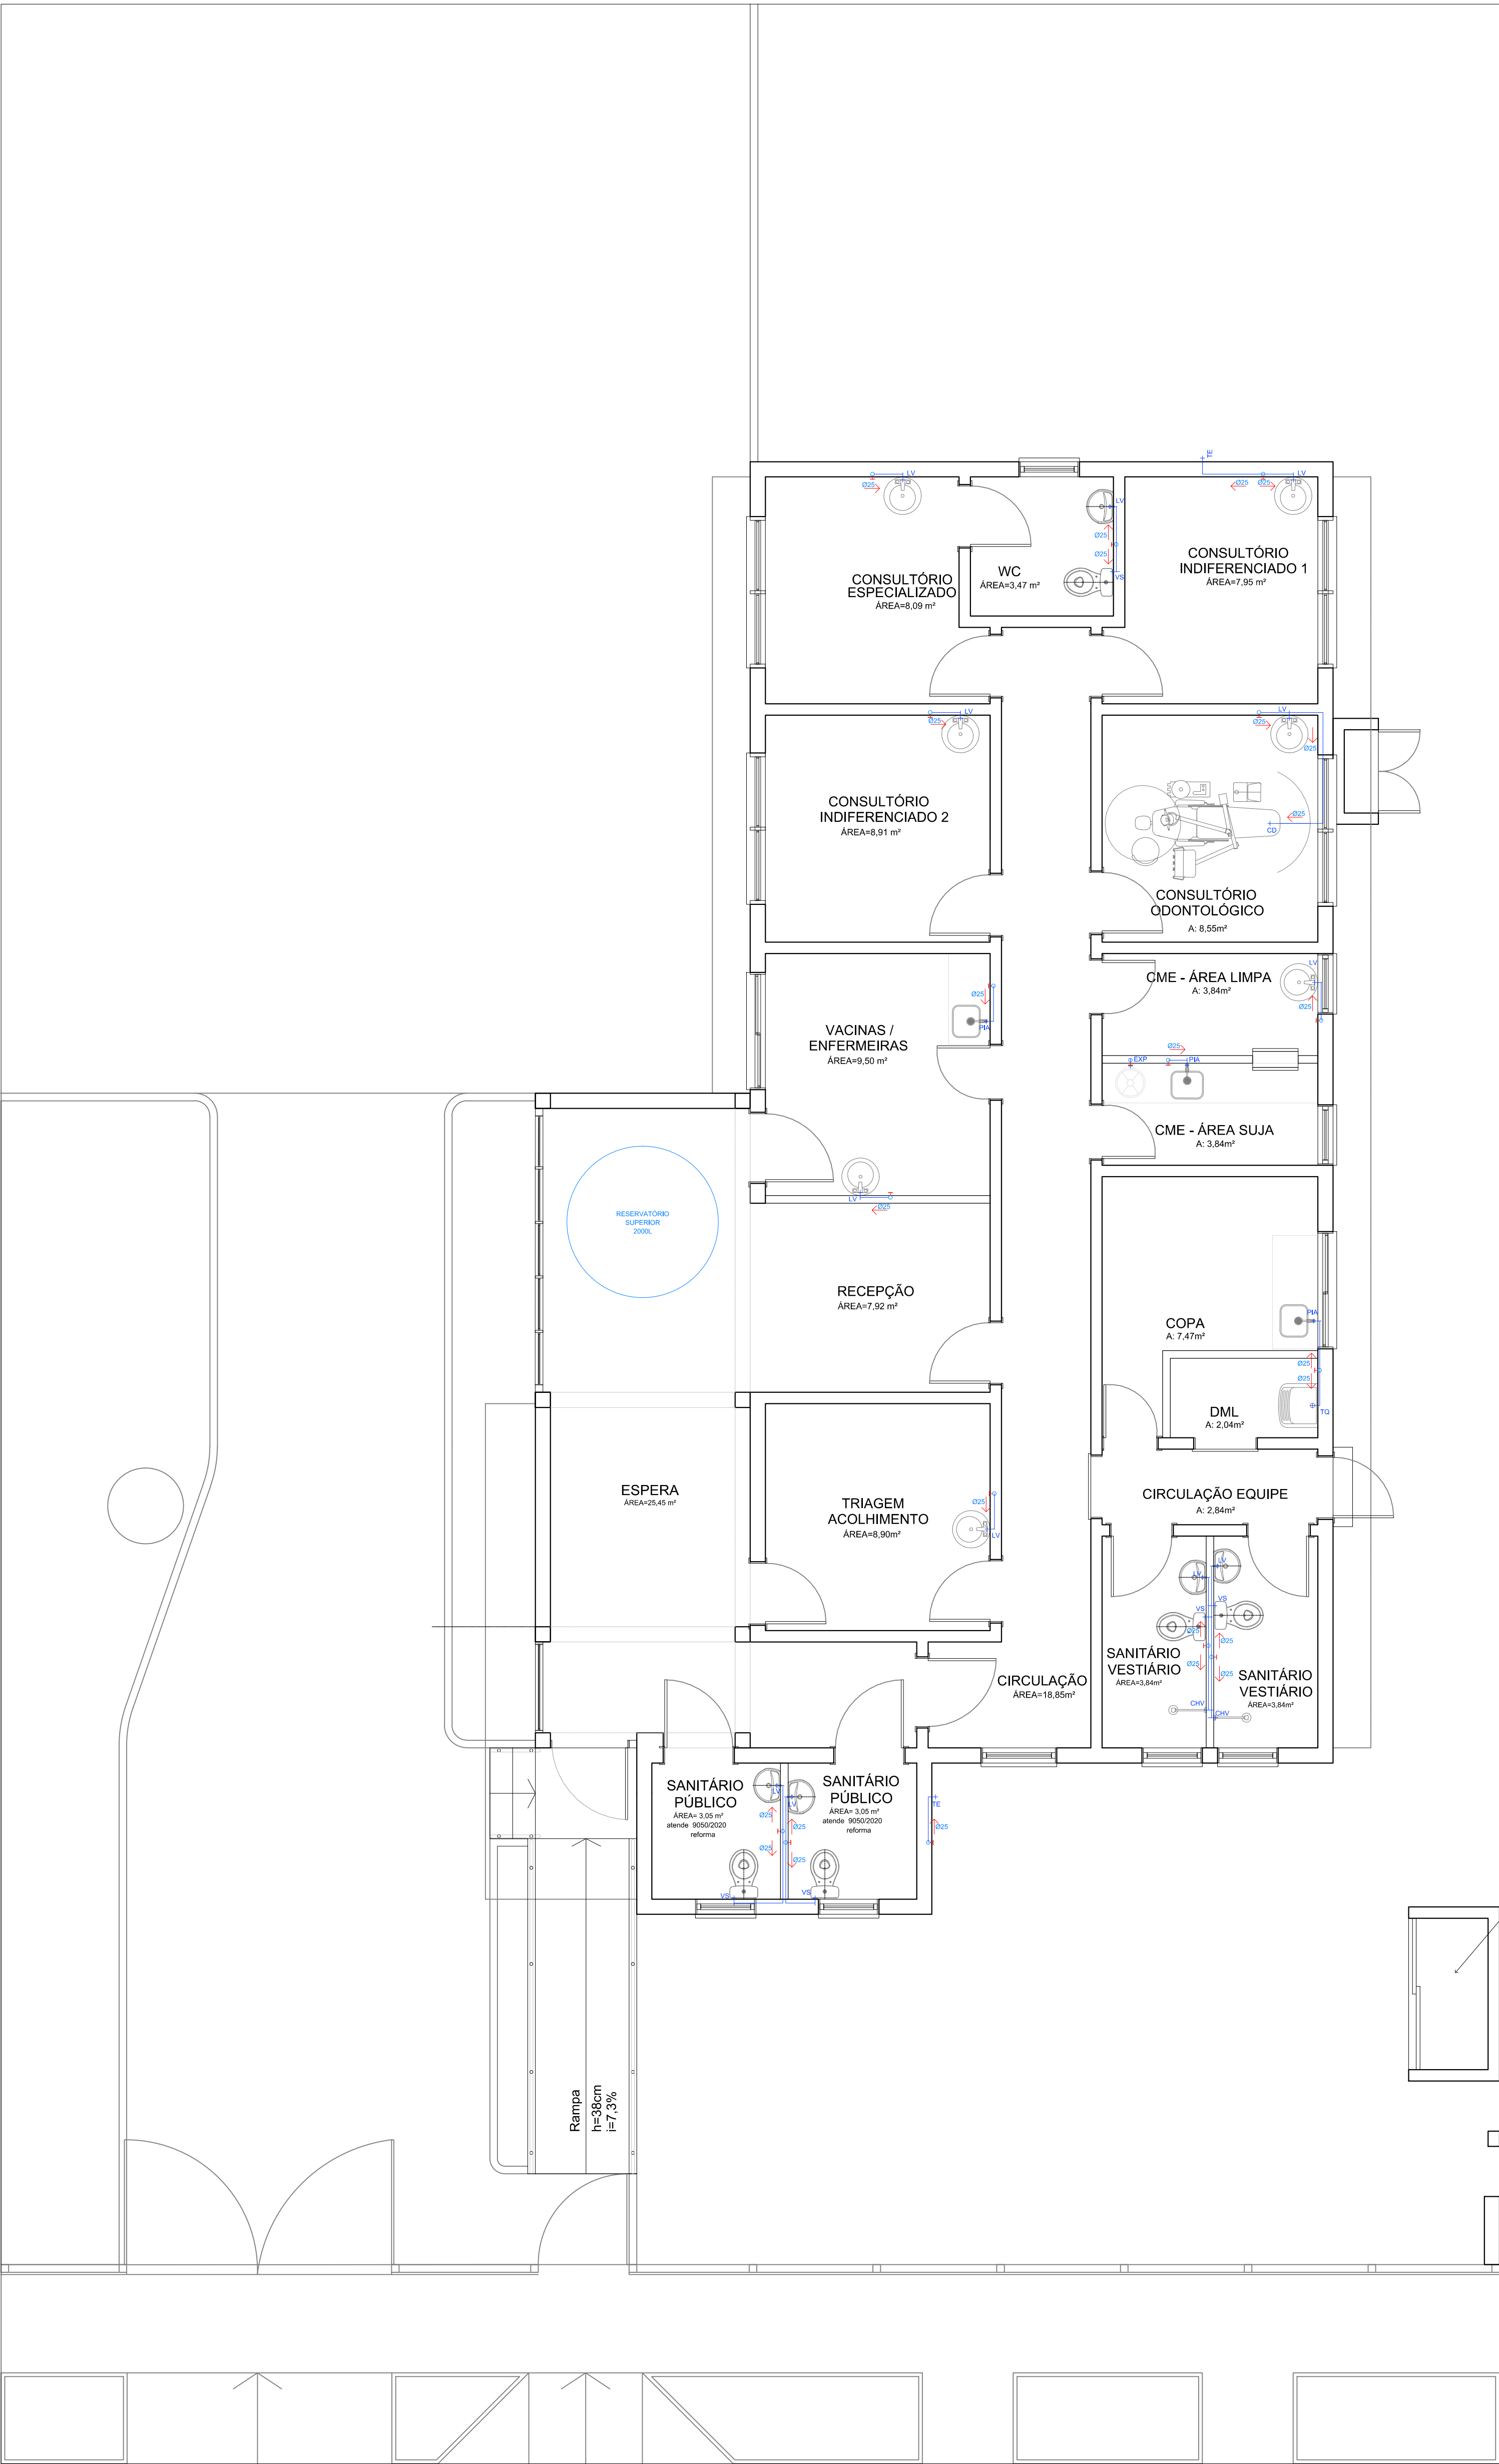 TE
LV
Ø25
Ø25
Ø25
LV
LV
Ø25
Ø25
VS
WC
ÁREA=3,47 m²
CONSULTÓRIO
ESPECIALIZADO
ÁREA=8,09 m²
CONSULTÓRIO
INDIFERENCIADO 1
ÁREA=7,95 m²
LV
Ø25
LV
Ø25
Ø25
CONSULTÓRIO
INDIFERENCIADO 2
ÁREA=8,91 m²
Ø25
CD
CONSULTÓRIO
ODONTOLÓGICO
A: 8,55m²
CME - ÁREA LIMPA
A: 3,84m²
LV
Ø25
Ø25
PIA
VACINAS /
ENFERMEIRAS
ÁREA=9,50 m²
Ø25
EXP
PIA
CME - ÁREA SUJA
A: 3,84m²
LV
Ø25
RESERVATÓRIO
SUPERIOR
2000L
RECEPÇÃO
ÁREA=7,92 m²
COPA
A: 7,47m²
PIA
Ø25
Ø25
TQ
DML
A: 2,04m²
ESPERA
ÁREA=25,45 m²
TRIAGEM
ACOLHIMENTO
ÁREA=8,90m²
Ø25
LV
CIRCULAÇÃO EQUIPE
A: 2,84m²
LV
LV
VS
VS
Ø25
Ø25
Ø25
Ø25
SANITÁRIO
VESTIÁRIO
ÁREA=3,84m²
SANITÁRIO
VESTIÁRIO
ÁREA=3,84m²
CHV
CHV
CIRCULAÇÃO
ÁREA=18,85m²
SANITÁRIO
PÚBLICO
ÁREA= 3,05 m²
atende 9050/2020
reforma
LV
Ø25
Ø25
VS
SANITÁRIO
PÚBLICO
ÁREA= 3,05 m²
atende 9050/2020
reforma
LV
Ø25
Ø25
VS
TE
Ø25
Rampa
h=38cm
i=7,3%